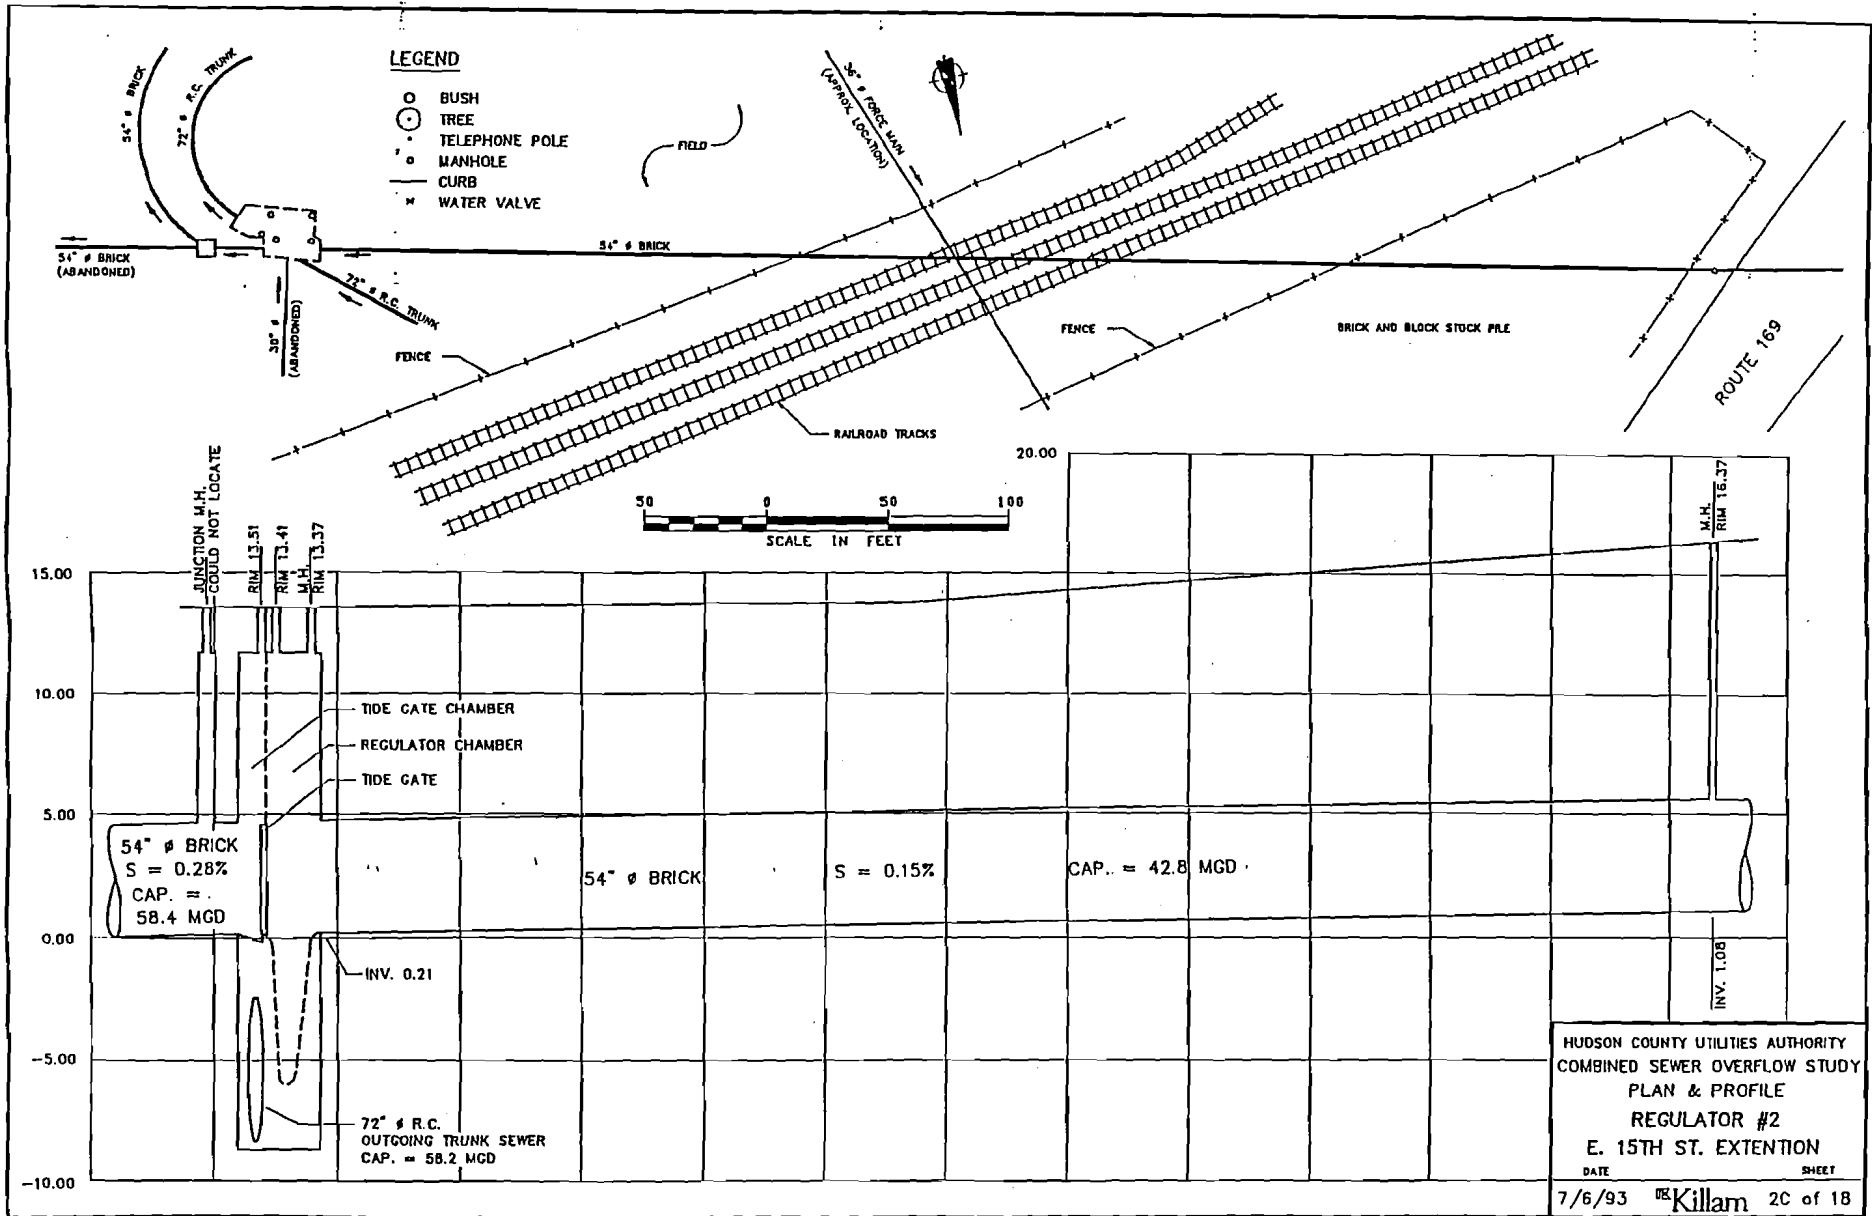 LEGEND
BUSH
TREE
TELEPHONE POLE
MANHOLE
CURB
WATER VALVE
54" ø BRICK
72" ø R.C. TRUNK
54" ø BRICK
(ABANDONED)
30" ø
(ABANDONED)
72" ø R.C. TRUNK
FIELD
36" ø FORCE MAIN
(APPROX. LOCATION)
54" ø BRICK
FENCE
FENCE
BRICK AND BLOCK STOCK PILE
ROUTE 169
RAILROAD TRACKS
50 0 50 100
SCALE IN FEET
20.00
15.00
10.00
5.00
0.00
-5.00
-10.00
JUNCTION M.H.
COULD NOT LOCATE
RIM 13.51
RIM 13.41
M.H.
RIM 13.37
M.H.
RIM 16.37
TIDE GATE CHAMBER
REGULATOR CHAMBER
TIDE GATE
54" ø BRICK
S = 0.28%
CAP. =
58.4 MGD
54" ø BRICK
S = 0.15%
CAP. = 42.8 MGD
INV. 0.21
INV. 1.08
72" ø R.C.
OUTGOING TRUNK SEWER
CAP. = 58.2 MGD
HUDSON COUNTY UTILITIES AUTHORITY
COMBINED SEWER OVERFLOW STUDY
PLAN & PROFILE
REGULATOR #2
E. 15TH ST. EXTENTION
DATE SHEET
7/6/93 Killam 2C of 18